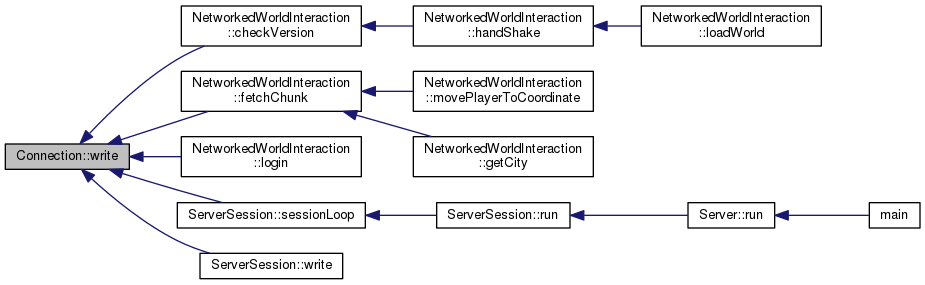 NetworkedWorldInteraction
::checkVersion
NetworkedWorldInteraction
::handShake
NetworkedWorldInteraction
::loadWorld
NetworkedWorldInteraction
::fetchChunk
NetworkedWorldInteraction
::movePlayerToCoordinate
Connection::write
NetworkedWorldInteraction
::login
NetworkedWorldInteraction
::getCity
ServerSession::sessionLoop
ServerSession::run
Server::run
main
ServerSession::write